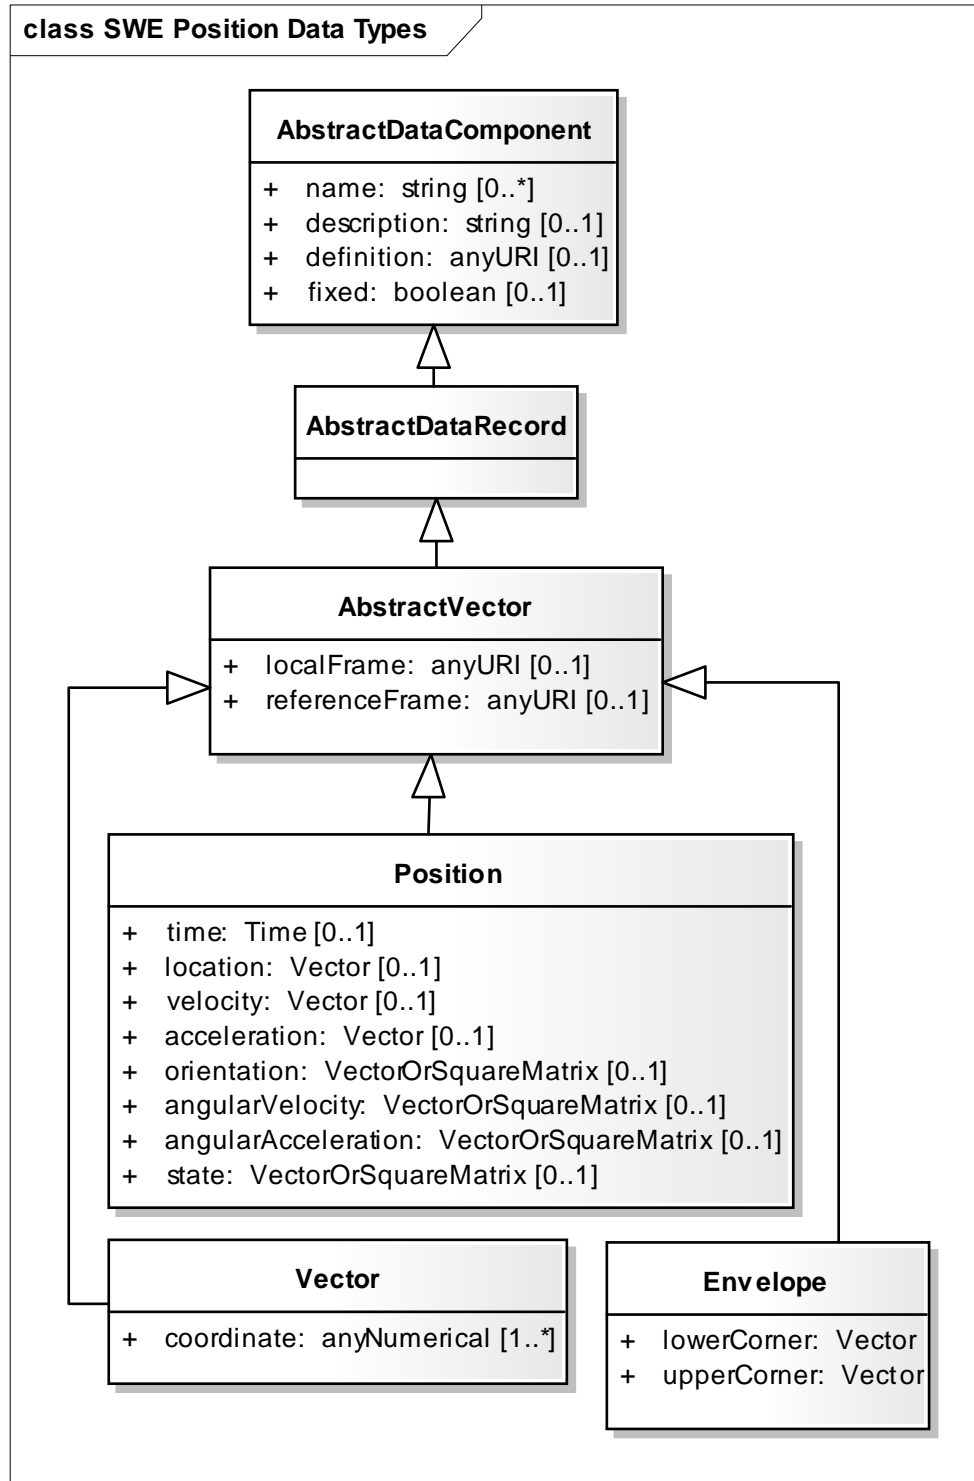 class SWE Position Data Types
AbstractDataComponent
+ name: string [0..*]
+ description: string [0..1]
+ definition: anyURI [0..1]
+ fixed: boolean [0..1]
AbstractDataRecord
AbstractVector
+ localFrame: anyURI [0..1]
+ referenceFrame: anyURI [0..1]
Position
+ time: Time [0..1]
+ location: Vector [0..1]
+ velocity: Vector [0..1]
+ acceleration: Vector [0..1]
+ orientation: VectorOrSquareMatrix [0..1]
+ angularVelocity: VectorOrSquareMatrix [0..1]
+ angularAcceleration: VectorOrSquareMatrix [0..1]
+ state: VectorOrSquareMatrix [0..1]
Vector
+ coordinate: anyNumerical [1..*]
Envelope
+ lowerCorner: Vector
+ upperCorner: Vector